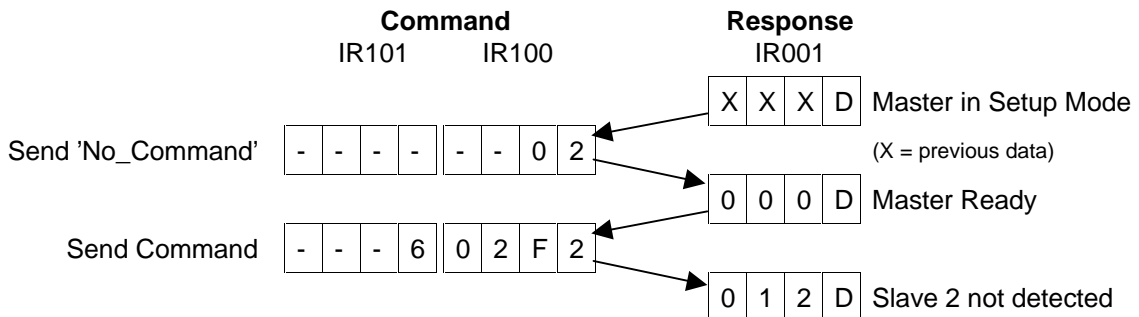 Command Response
IR101 IR100 IR001
X X X D Master in Setup Mode
Send ’No_Command’ - - - - - - 0 2 (X = previous data)
0 0 0 D Master Ready
Send Command - - - 6 0 2 F 2
0 1 2 D Slave 2 not detected